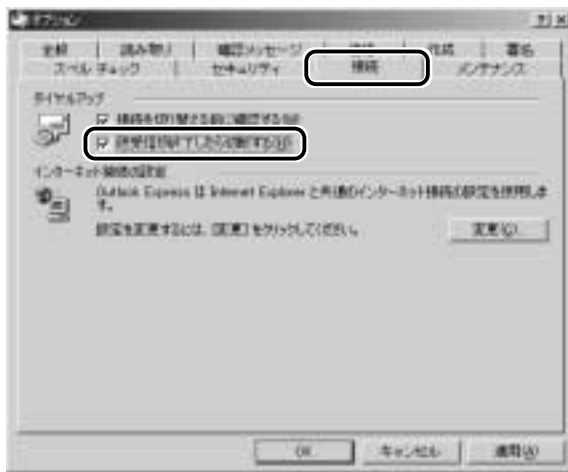 オプション
全般 読み取り 確認メッセージ 送信 作成 署名
スペル チェック セキュリティ 接続 メンテナンス
ダイヤルアップ
接続を切り替える前に確認する
送受信が終了したら切断する
インターネット接続の設定
Outlook Express は Internet Explorer と共通のインターネット接続の設定を使用しま
す。
設定を変更するには、[変更] をクリックしてください。
変更
OK キャンセル 適用(A)